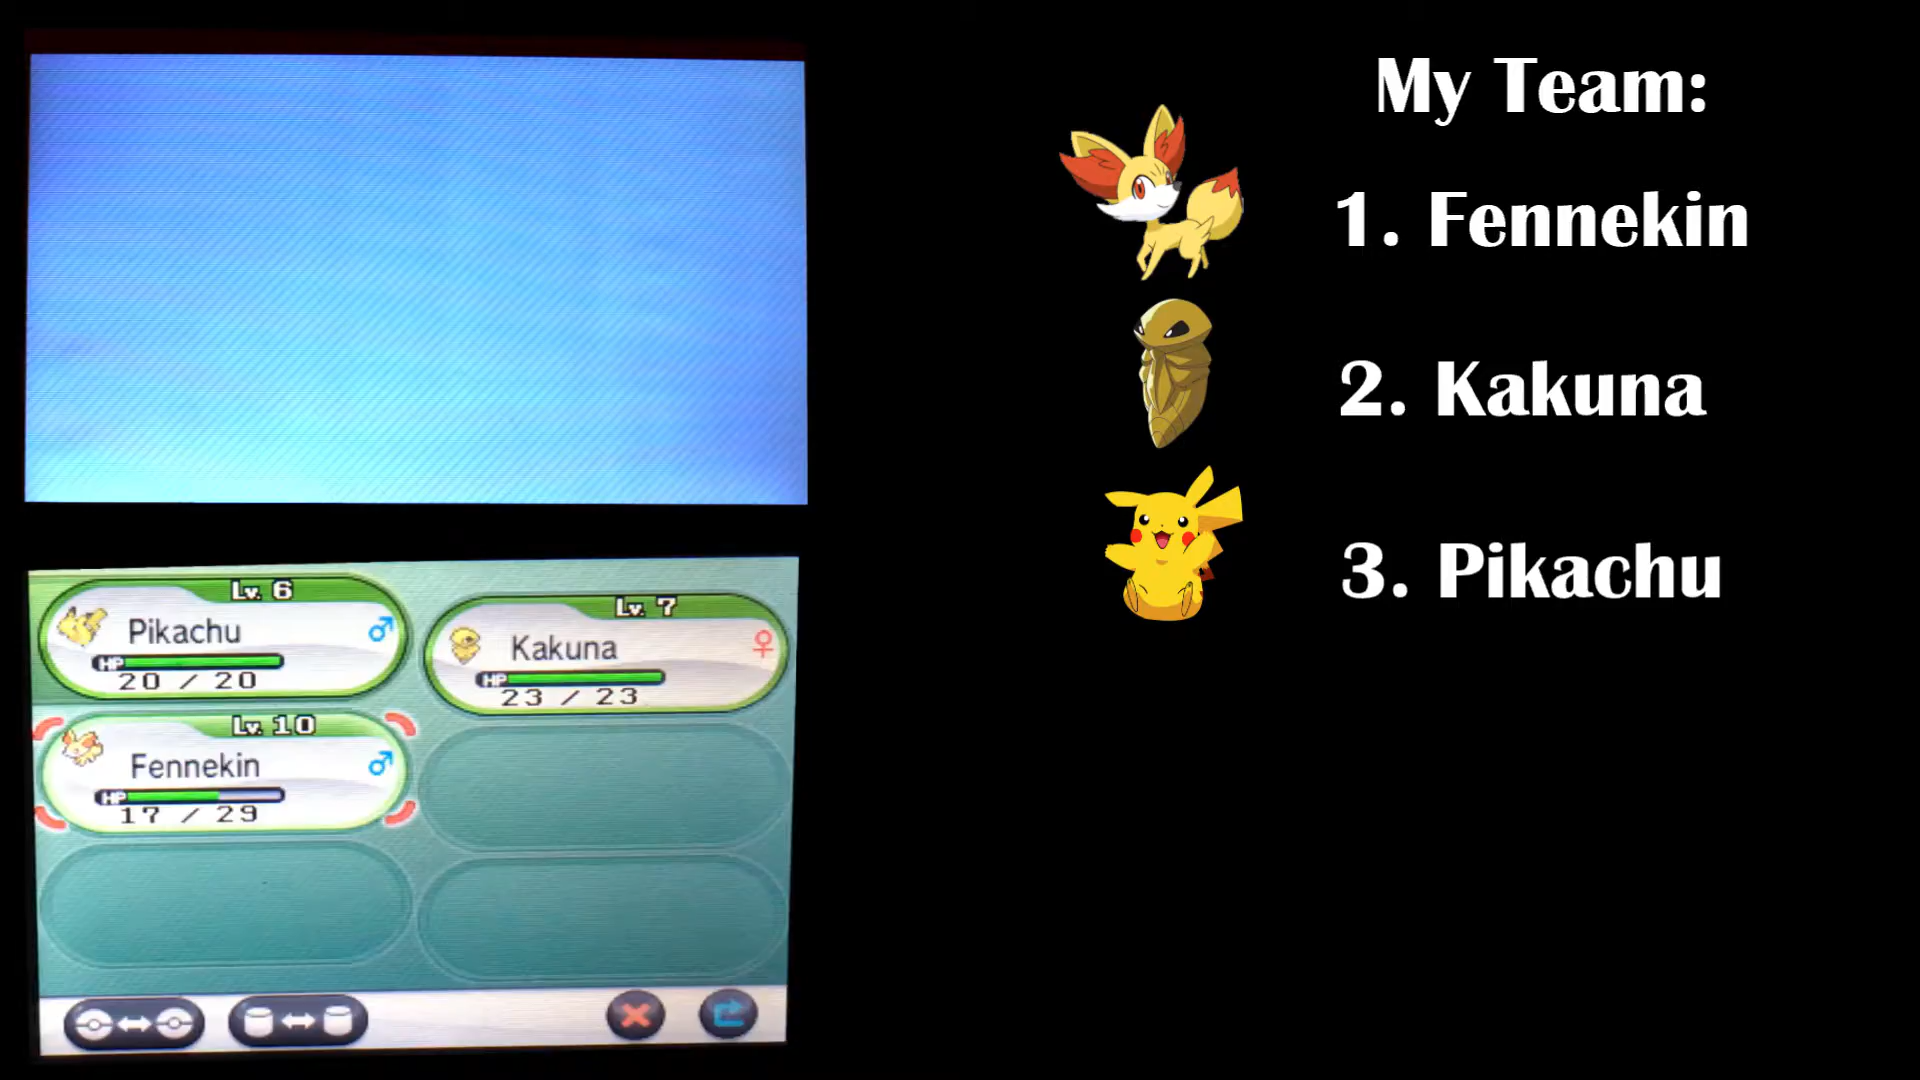 My Team:
1. Fennekin
2. Kakuna
3. Pikachu
Lv. 6
Pikachu ♂
HP
20 / 20
Lv. 7
Kakuna ♀
HP
23 / 23
Lv. 10
Fennekin ♂
HP
17 / 29